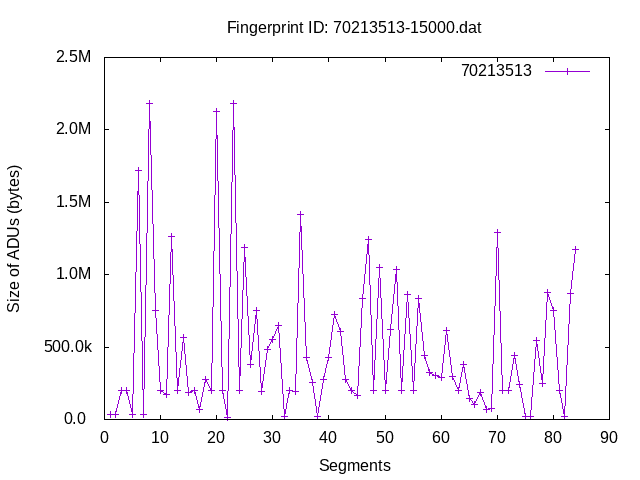 Fingerprint ID: 70213513-15000.dat
70213513
2.5M
2.0M
1.5M
1.0M
500.0k
0.0
Size of ADUs (bytes)
0 10 20 30 40 50 60 70 80 90
Segments